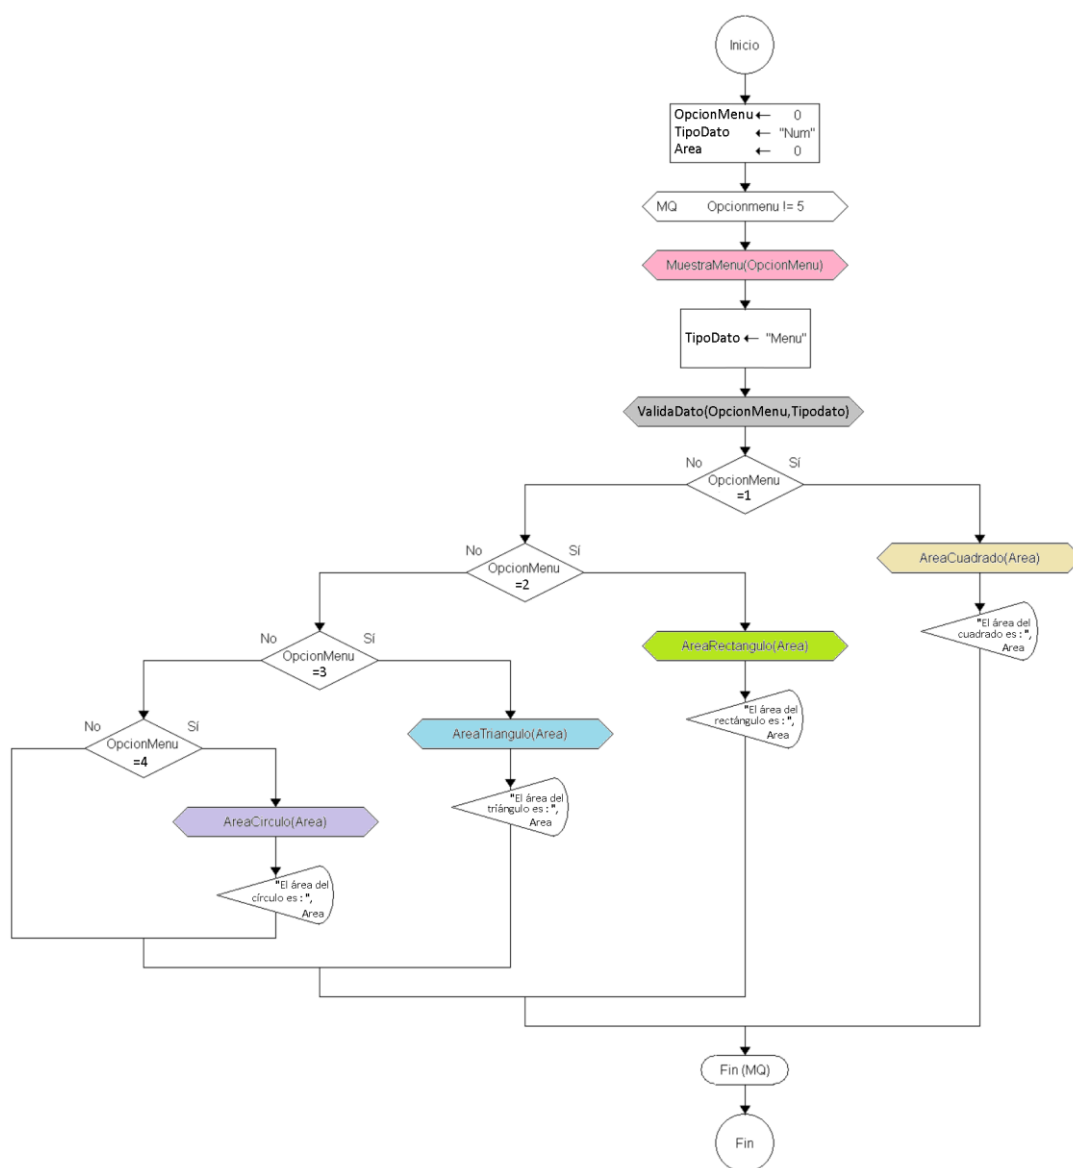 Inicio
OpcionMenu ← 0
TipoDato ← "Num"
Area ← 0
MQ Opcionmenu != 5
MuestraMenu(OpcionMenu)
TipoDato ← "Menu"
ValidaDato(OpcionMenu,Tipodato)
No Sí
OpcionMenu
=1
No Sí
OpcionMenu
=2
AreaCuadrado(Area)
"El área del
cuadrado es : ",
Area
No Sí
OpcionMenu
=3
AreaRectangulo(Area)
"El área del
rectángulo es : ",
Area
No Sí
OpcionMenu
=4
AreaTriangulo(Area)
"El área del
triángulo es : ",
Area
AreaCirculo(Area)
"El área del
círculo es : ",
Area
Fin (MQ)
Fin